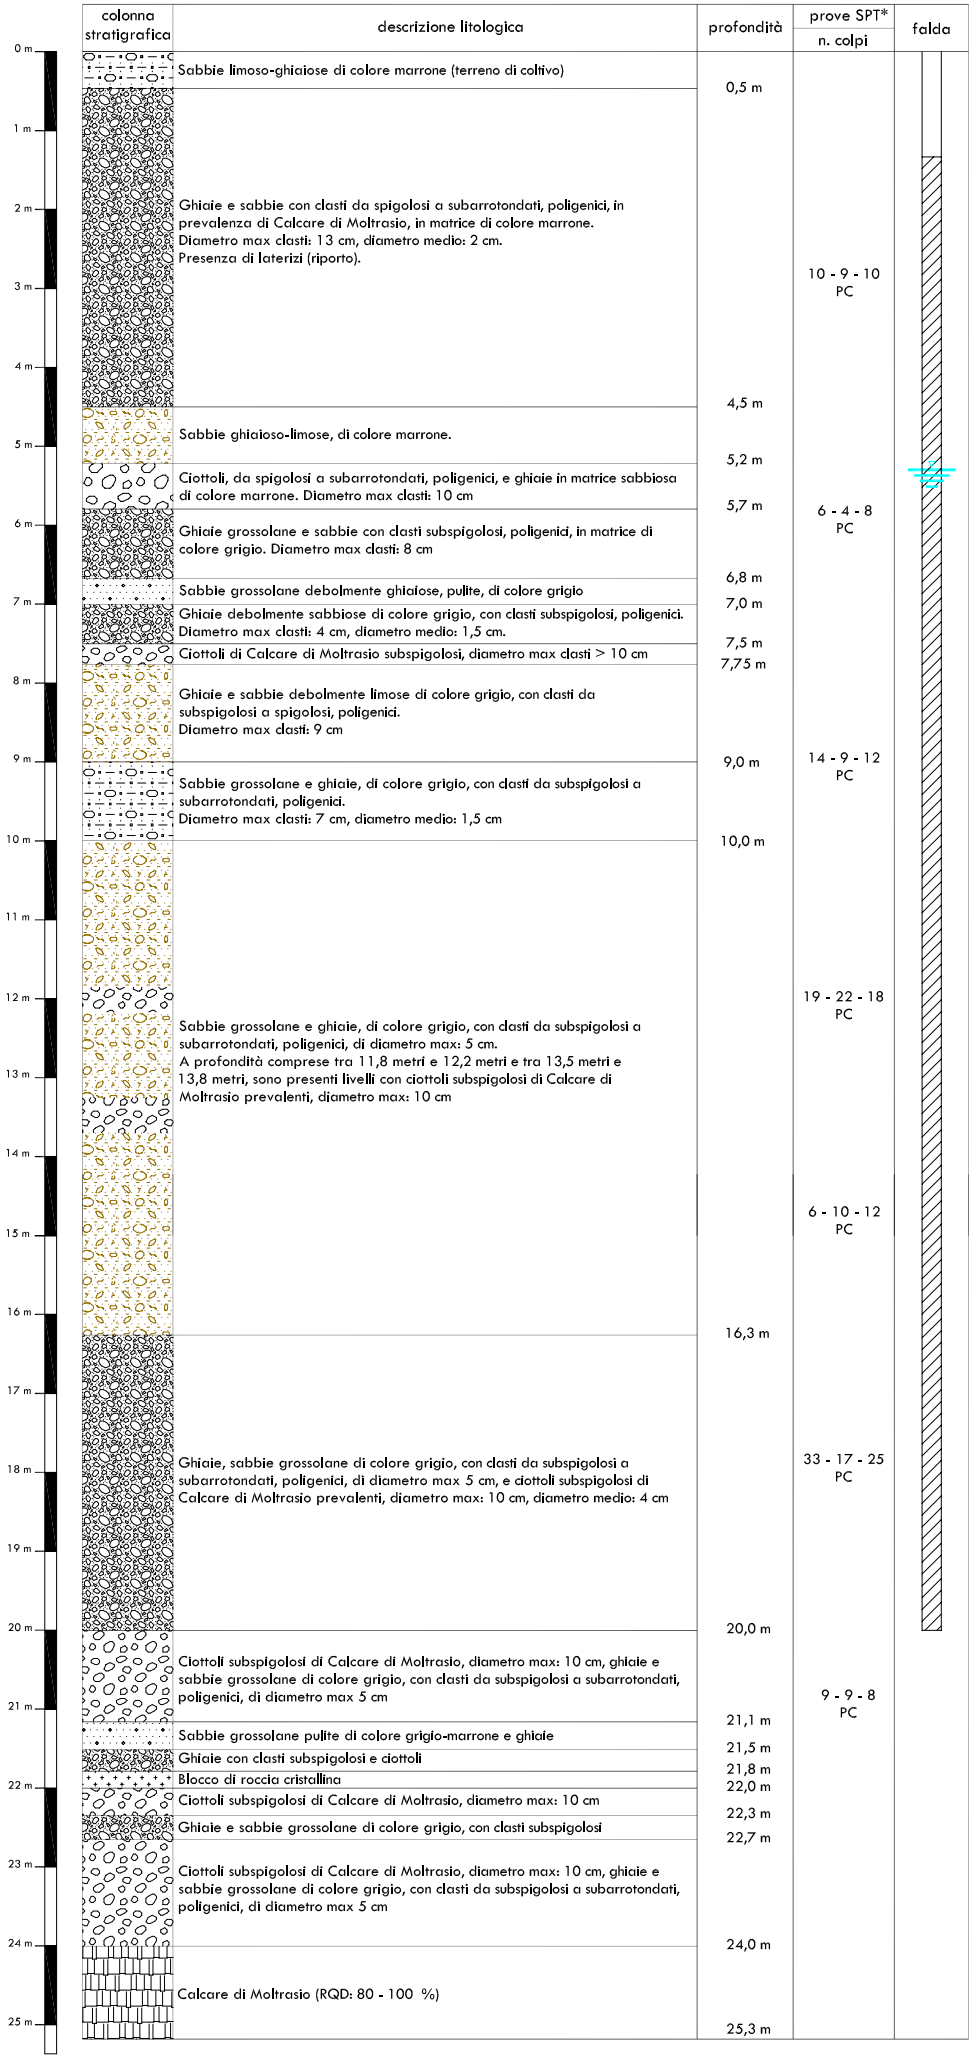 colonna
stratigrafica
descrizione litologica
profondità
prove SPT*
n. colpi
falda
0 m
Sabbie limoso-ghiaiose di colore marrone (terreno di coltivo)
0,5 m
1 m
2 m
Ghiaie e sabbie con clasti da spigolosi a subarrotondati, poligenici, in
prevalenza di Calcare di Moltrasio, in matrice di colore marrone.
Diametro max clasti: 13 cm, diametro medio: 2 cm.
Presenza di laterizi (riporto).
3 m
10 - 9 - 10
PC
4 m
4,5 m
Sabbie ghiaioso-limose, di colore marrone.
5 m
5,2 m
Ciottoli, da spigolosi a subarrotondati, poligenici, e ghiaie in matrice sabbiosa
di colore marrone. Diametro max clasti: 10 cm
5,7 m
6 - 4 - 8
PC
6 m
Ghiaie grossolane e sabbie con clasti subspigolosi, poligenici, in matrice di
colore grigio. Diametro max clasti: 8 cm
6,8 m
Sabbie grossolane debolmente ghiaiose, pulite, di colore grigio
7 m
7,0 m
Ghiaie debolmente sabbiose di colore grigio, con clasti subspigolosi, poligenici.
Diametro max clasti: 4 cm, diametro medio: 1,5 cm.
7,5 m
Ciottoli di Calcare di Moltrasio subspigolosi, diametro max clasti > 10 cm
7,75 m
8 m
Ghiaie e sabbie debolmente limose di colore grigio, con clasti da
subspigolosi a spigolosi, poligenici.
Diametro max clasti: 9 cm
9 m
9,0 m
14 - 9 - 12
PC
Sabbie grossolane e ghiaie, di colore grigio, con clasti da subspigolosi a
subarrotondati, poligenici.
Diametro max clasti: 7 cm, diametro medio: 1,5 cm
10 m
10,0 m
11 m
12 m
19 - 22 - 18
PC
Sabbie grossolane e ghiaie, di colore grigio, con clasti da subspigolosi a
subarrotondati, poligenici, di diametro max: 5 cm.
A profondità comprese tra 11,8 metri e 12,2 metri e tra 13,5 metri e
13,8 metri, sono presenti livelli con ciottoli subspigolosi di Calcare di
Moltrasio prevalenti, diametro max: 10 cm
13 m
14 m
15 m
6 - 10 - 12
PC
16 m
16,3 m
17 m
18 m
Ghiaie, sabbie grossolane di colore grigio, con clasti da subspigolosi a
subarrotondati, poligenici, di diametro max 5 cm, e ciottoli subspigolosi di
Calcare di Moltrasio prevalenti, diametro max: 10 cm, diametro medio: 4 cm
33 - 17 - 25
PC
19 m
20 m
20,0 m
Ciottoli subspigolosi di Calcare di Moltrasio, diametro max: 10 cm, ghiaie e
sabbie grossolane di colore grigio, con clasti da subspigolosi a subarrotondati,
poligenici, di diametro max 5 cm
9 - 9 - 8
PC
21 m
21,1 m
Sabbie grossolane pulite di colore grigio-marrone e ghiaie
21,5 m
Ghiaie con clasti subspigolosi e ciottoli
21,8 m
Blocco di roccia cristallina
22 m
22,0 m
Ciottoli subspigolosi di Calcare di Moltrasio, diametro max: 10 cm
22,3 m
Ghiaie e sabbie grossolane di colore grigio, con clasti subspigolosi
22,7 m
23 m
Ciottoli subspigolosi di Calcare di Moltrasio, diametro max: 10 cm, ghiaie e
sabbie grossolane di colore grigio, con clasti da subspigolosi a subarrotondati,
poligenici, di diametro max 5 cm
24 m
24,0 m
Calcare di Moltrasio (RQD: 80 - 100 %)
25 m
25,3 m